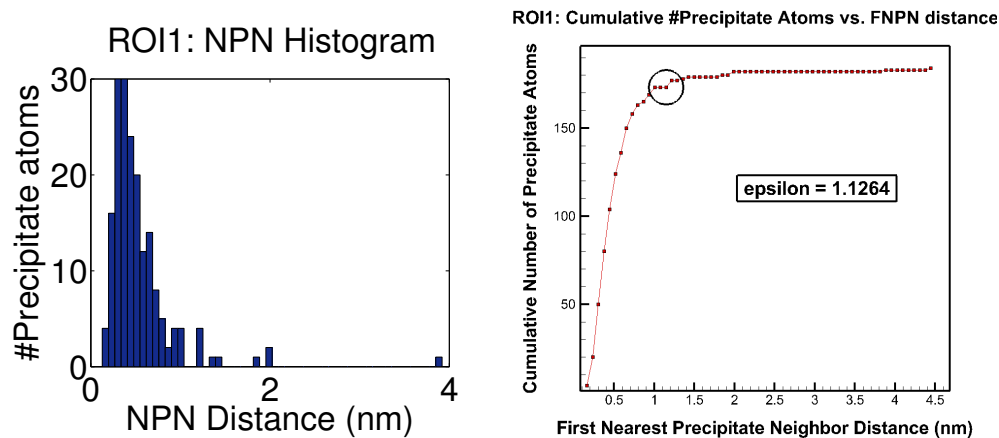 ROI1: NPN Histogram
#Precipitate atoms
30
20
10
0
0
2
4
NPN Distance (nm)
ROI1: Cumulative #Precipitate Atoms vs. FNPN distance
Cumulative Number of Precipitate Atoms
150
100
50
epsilon = 1.1264
0.5 1 1.5 2 2.5 3 3.5 4 4.5
First Nearest Precipitate Neighbor Distance (nm)